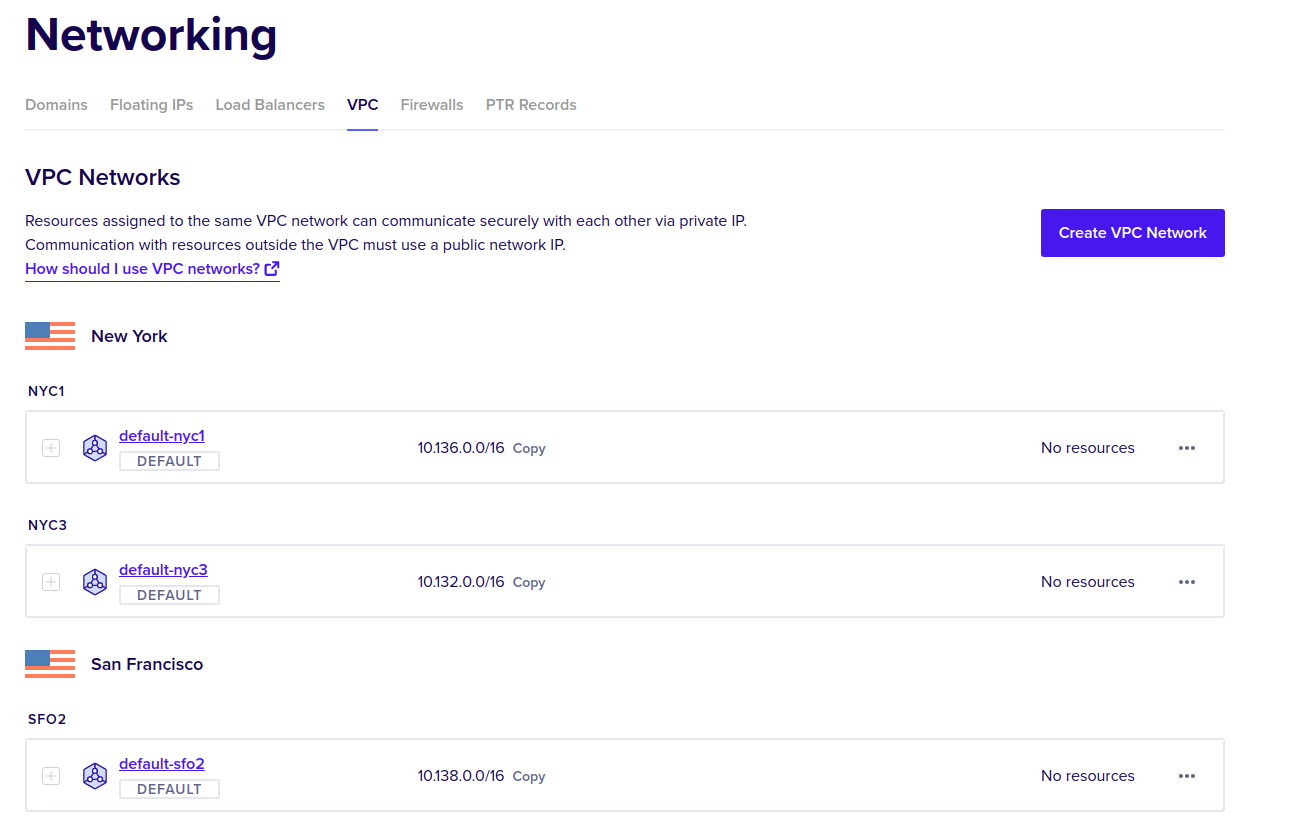 Networking
Domains Floating IPs Load Balancers VPC Firewalls PTR Records
VPC Networks
Resources assigned to the same VPC network can communicate securely with each other via private IP.
Communication with resources outside the VPC must use a public network IP.
How should I use VPC networks?
Create VPC Network
New York
NYC1
default-nyc1
DEFAULT
10.136.0.0/16 Copy
No resources
NYC3
default-nyc3
DEFAULT
10.132.0.0/16 Copy
No resources
San Francisco
SFO2
default-sfo2
DEFAULT
10.138.0.0/16 Copy
No resources